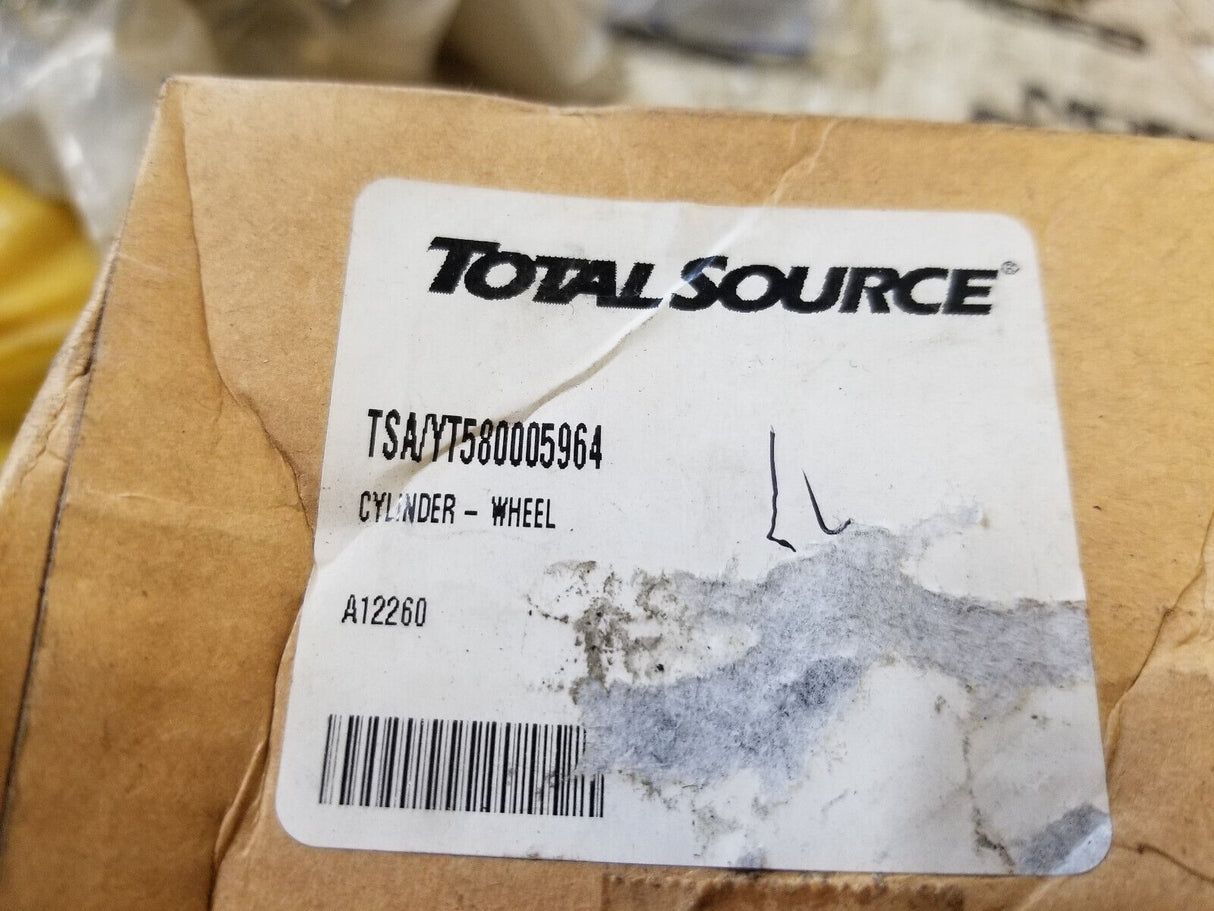 TOTALSOURCE®
TSA/YT580005964
CYLINDER - WHEEL
A12260